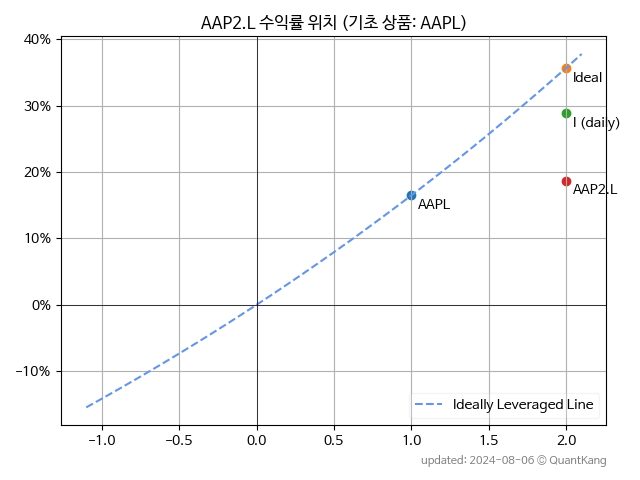 AAP2.L 수익률 위치 (기초 상품: AAPL)
40%
30%
20%
10%
0%
−10%
Ideal
I (daily)
AAP2.L
AAPL
Ideally Leveraged Line
−1.0 −0.5 0.0 0.5 1.0 1.5 2.0
updated: 2024-08-06 © QuantKang